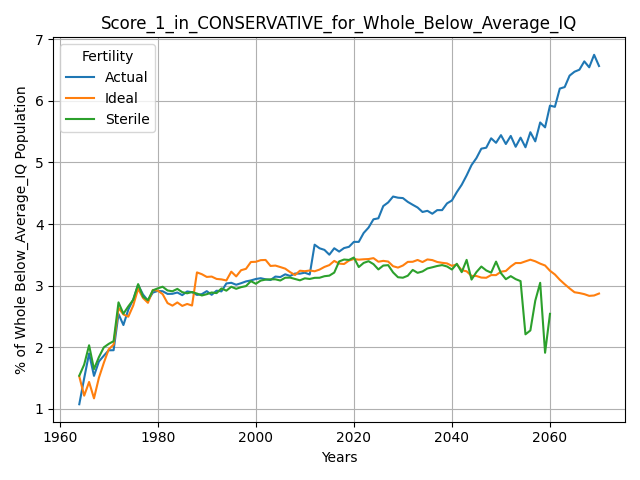 Score_1_in_CONSERVATIVE_for_Whole_Below_Average_IQ
Fertility
Actual
Ideal
Sterile
% of Whole Below_Average_IQ Population
7
6
5
4
3
2
1
1960
1980
2000
2020
2040
2060
Years